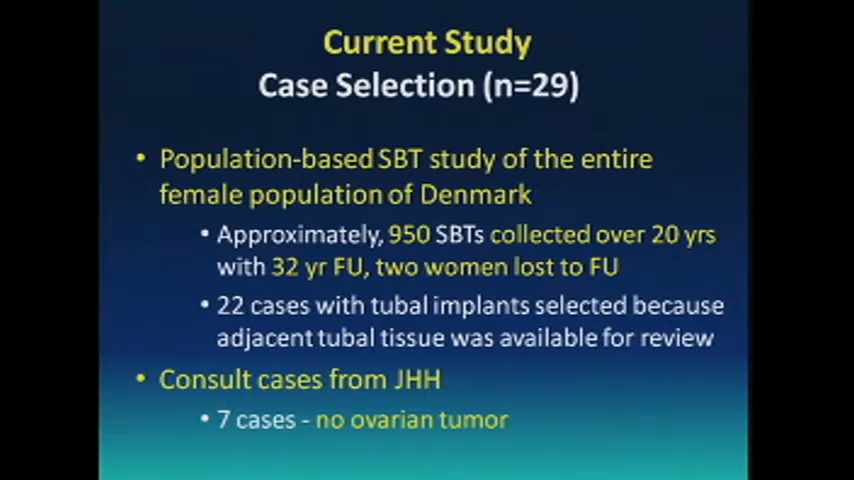 Current Study
Case Selection (n=29)
• Population-based SBT study of the entire
female population of Denmark
• Approximately, 950 SBTs collected over 20 yrs
with 32 yr FU, two women lost to FU
• 22 cases with tubal implants selected because
adjacent tubal tissue was available for review
• Consult cases from JHH
• 7 cases - no ovarian tumor